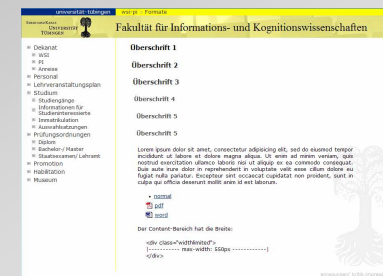 universität-tübingen
wsi-pi : Formate
EBERHARD KARLS
UNIVERSITÄT
TÜBINGEN
Fakultät für Informations- und Kognitionswissenschaften
Dekanat
WSI
PI
Anreise
Personal
Lehrveranstaltungsplan
Studium
Studiengänge
Informationen für
Studieninteressierte
Immatrikulation
Auswahlsatzungen
Prüfungsordnungen
Diplom
Bachelor-/ Master
Staatsexamen/ Lehramt
Promotion
Habilitation
Museum
Überschrift 1
Überschrift 2
Überschrift 3
Überschrift 4
Überschrift 5
Überschrift 5
Lorem ipsum dolor sit amet, consectetur adipisicing elit, sed do eiusmod tempor
incididunt ut labore et dolore magna aliqua. Ut enim ad minim veniam, quis
nostrud exercitation ullamco laboris nisi ut aliquip ex ea commodo consequat.
Duis aute irure dolor in reprehenderit in voluptate velit esse cillum dolore eu
fugiat nulla pariatur. Excepteur sint occaecat cupidatat non proident, sunt in
culpa qui officia deserunt mollit anim id est laborum.
normal
pdf
word
Der Content-Bereich hat die Breite:
<div class="widthlimited">
|----------- max-width: 550px ------------|
</div>